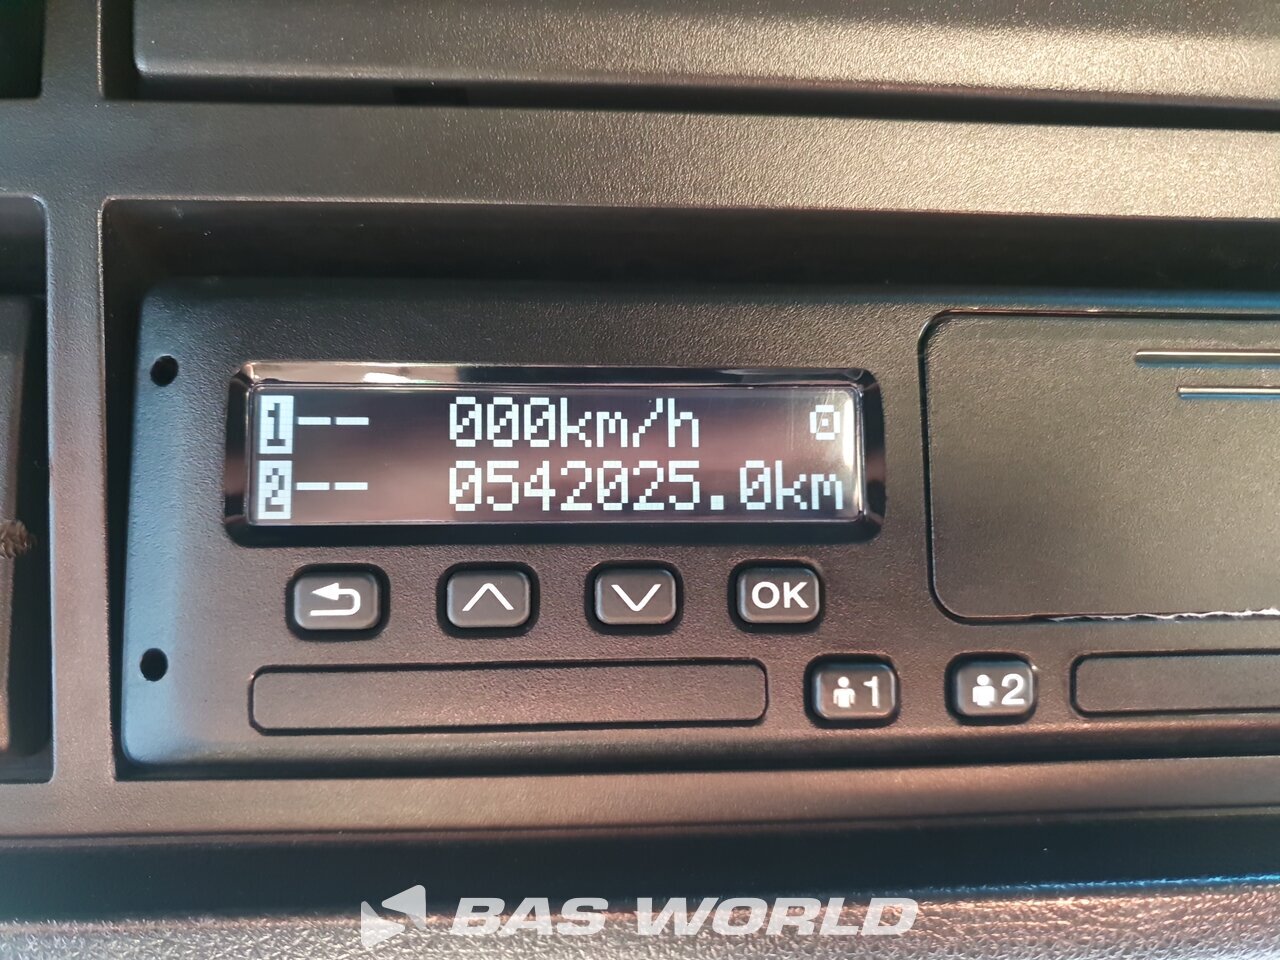 1-- 000km/h
2-- 0542025.0km
OK
1 2
BAS WORLD